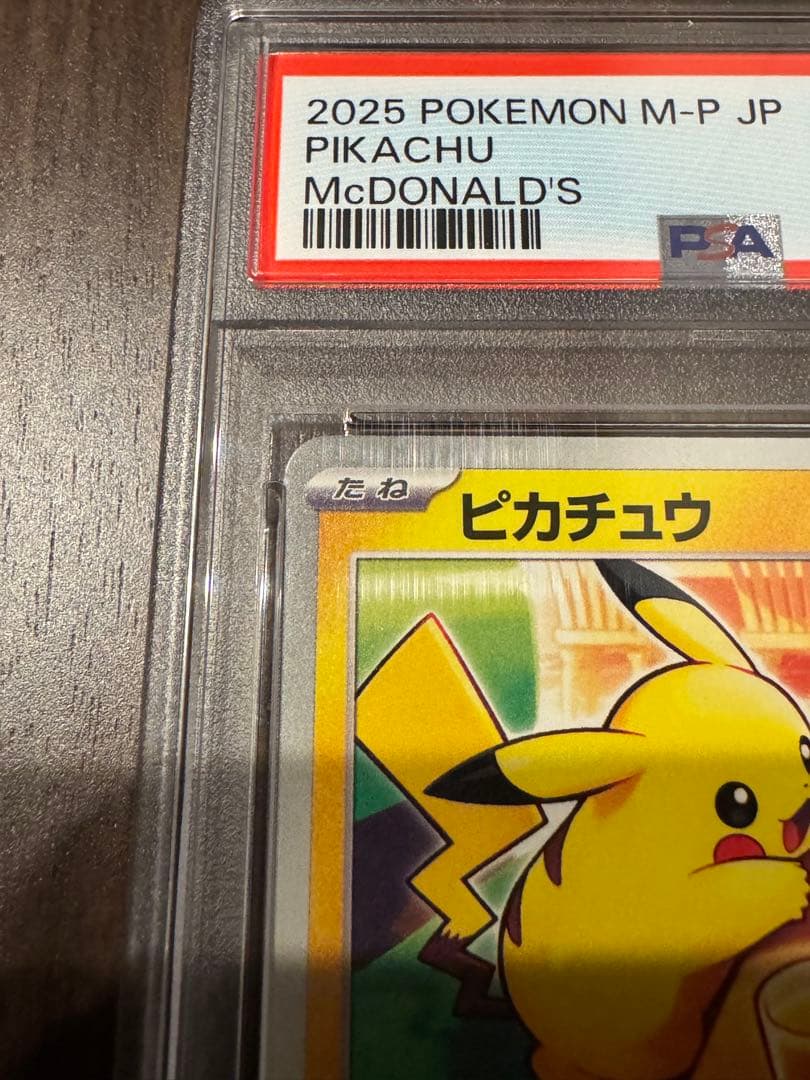 2025 POKEMON M-P JP
PIKACHU
McDONALD'S
PSA
たね
ピカチュウ